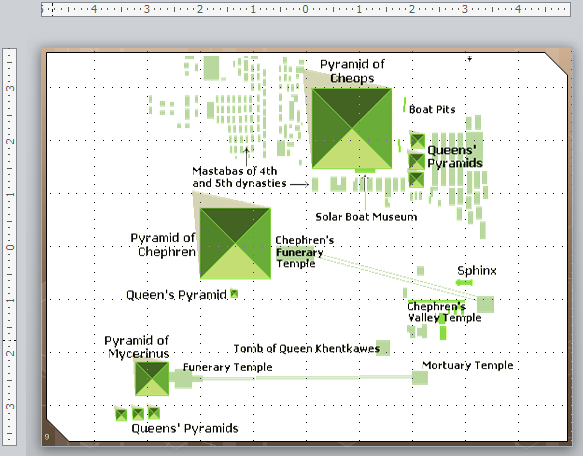 5 4 3 2 1 0 1 2 3 4
3
2
1
0
1
2
3
Pyramid of
Cheops
Boat Pits
Queens'
Pyramids
Mastabas of 4th
and 5th dynasties
Solar Boat Museum
Pyramid of
Chephren
Chephren's
Funerary
Temple
Sphinx
Queen's Pyramid
Chephren's
Valley Temple
Pyramid of
Mycerinus
Tomb of Queen Khentkawes
Funerary Temple
Mortuary Temple
Queens' Pyramids
9